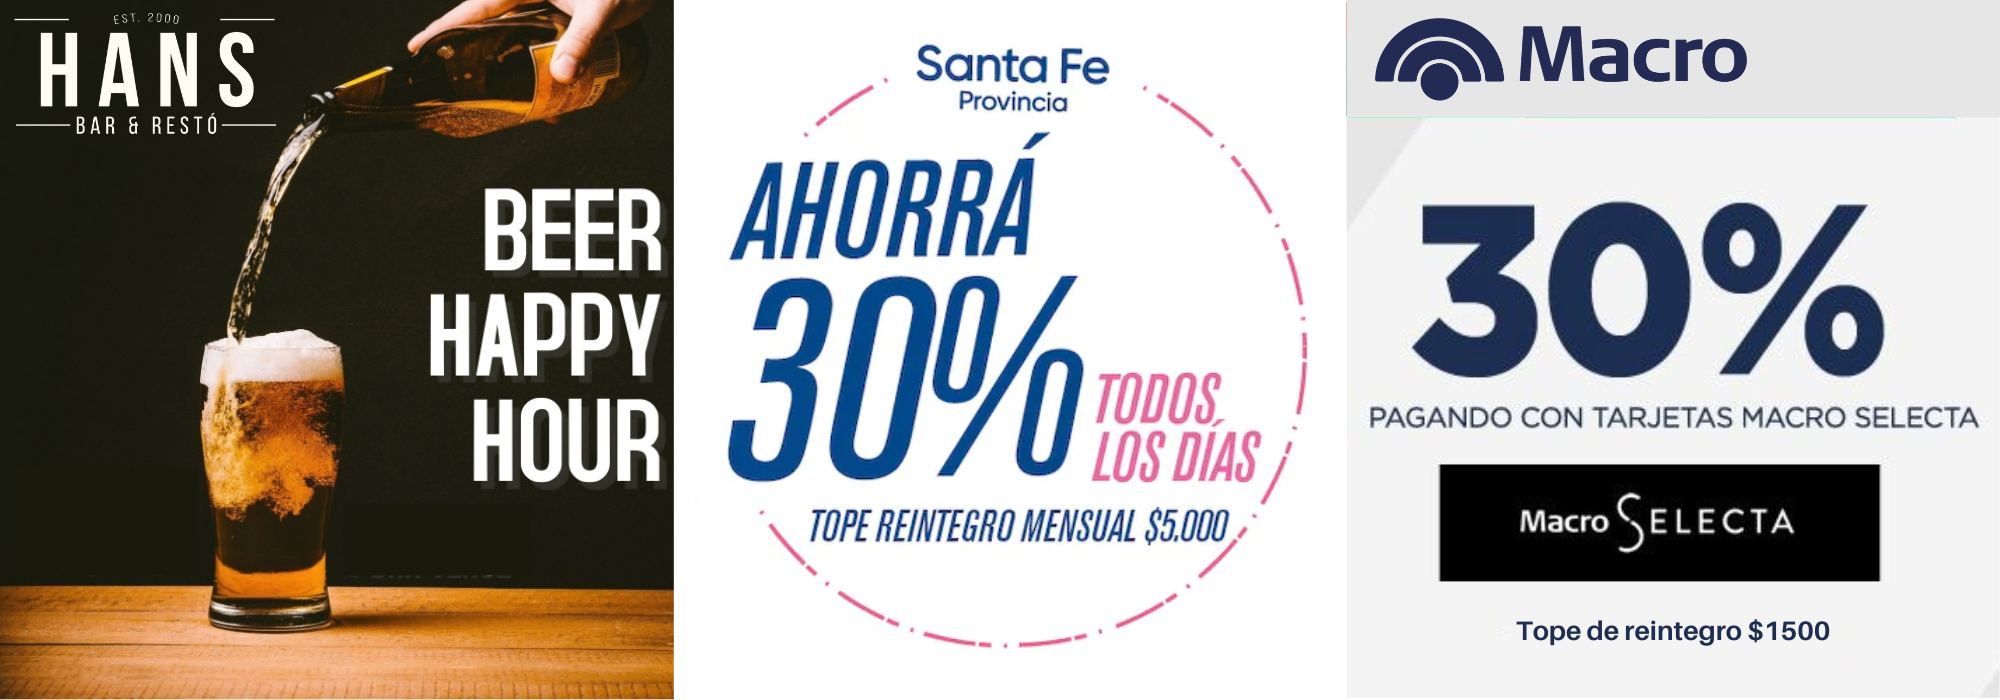 EST. 2000
HANS
BAR & RESTÓ
BEER
HAPPY
HOUR
Santa Fe
Provincia
AHORRÁ
30%
TODOS
LOS DÍAS
TOPE REINTEGRO MENSUAL $5.000
Macro
30%
PAGANDO CON TARJETAS MACRO SELECTA
Macro SELECTA
Tope de reintegro $1500